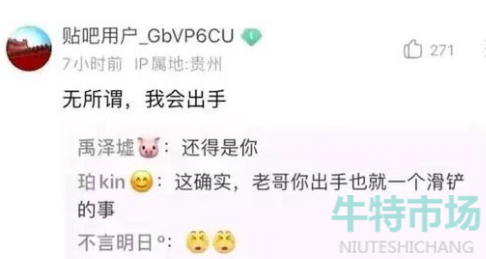 贴吧用户_GbVP6CU
1
271
7小时前 IP属地:贵州
无所谓，我会出手
禹泽墟🐷：还得是你
珀kin😊：这确实，老哥你出手也就一个滑铲
的事
不言明日º：
牛特市场
NIUTESHICHANG